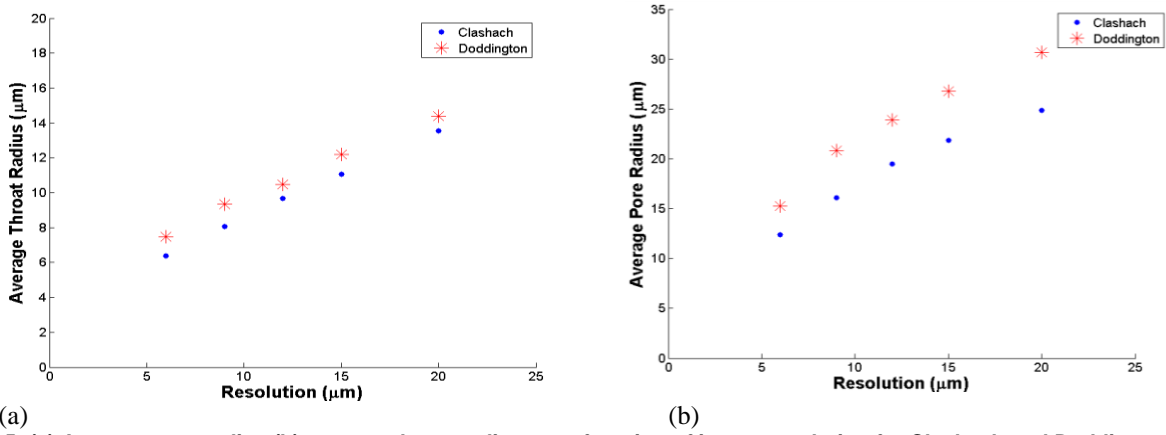 20
18
16
14
12
10
8
6
4
2
0
Average Throat Radius (μm)
Clashach
Doddington
0 5 10 15 20 25
Resolution (μm)
(a)
35
30
25
20
15
10
5
0
Average Pore Radius (μm)
Clashach
Doddington
0 5 10 15 20 25
Resolution (μm)
(b)